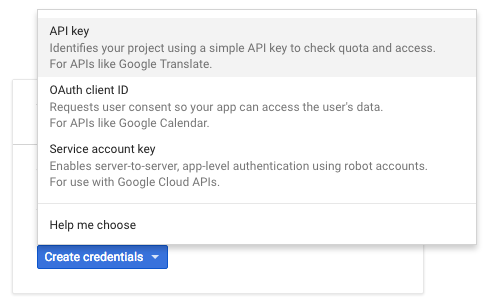 API key
Identifies your project using a simple API key to check quota and access.
For APIs like Google Translate.
OAuth client ID
Requests user consent so your app can access the user's data.
For APIs like Google Calendar.
Service account key
Enables server-to-server, app-level authentication using robot accounts.
For use with Google Cloud APIs.
Help me choose
Create credentials